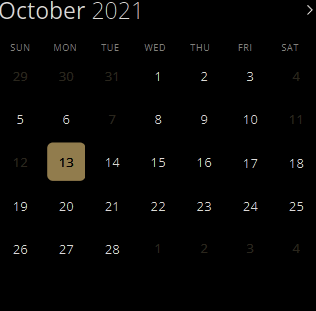 October 2021 >
SUN MON TUE WED THU FRI SAT
29 30 31 1 2 3 4
5 6 7 8 9 10 11
12 13 14 15 16 17 18
19 20 21 22 23 24 25
26 27 28 1 2 3 4